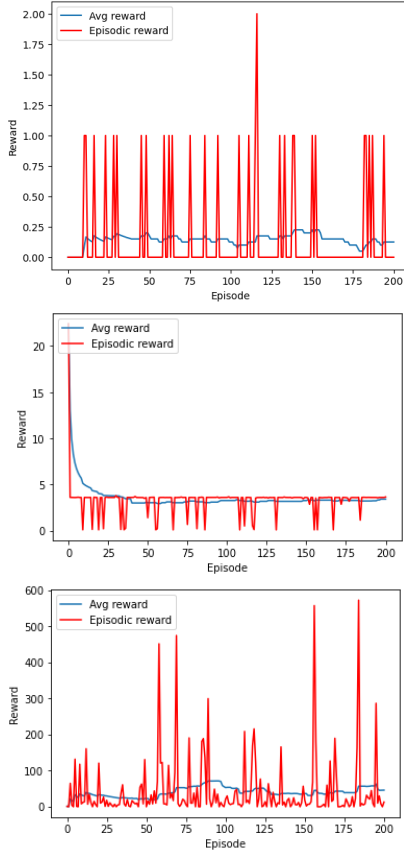 2.00
1.75
1.50
1.25
1.00
0.75
0.50
0.25
0.00
Reward
Avg reward
Episodic reward
0 25 50 75 100 125 150 175 200
Episode
20
15
10
5
0
Reward
Avg reward
Episodic reward
0 25 50 75 100 125 150 175 200
Episode
600
500
400
300
200
100
0
Reward
Avg reward
Episodic reward
0 25 50 75 100 125 150 175 200
Episode